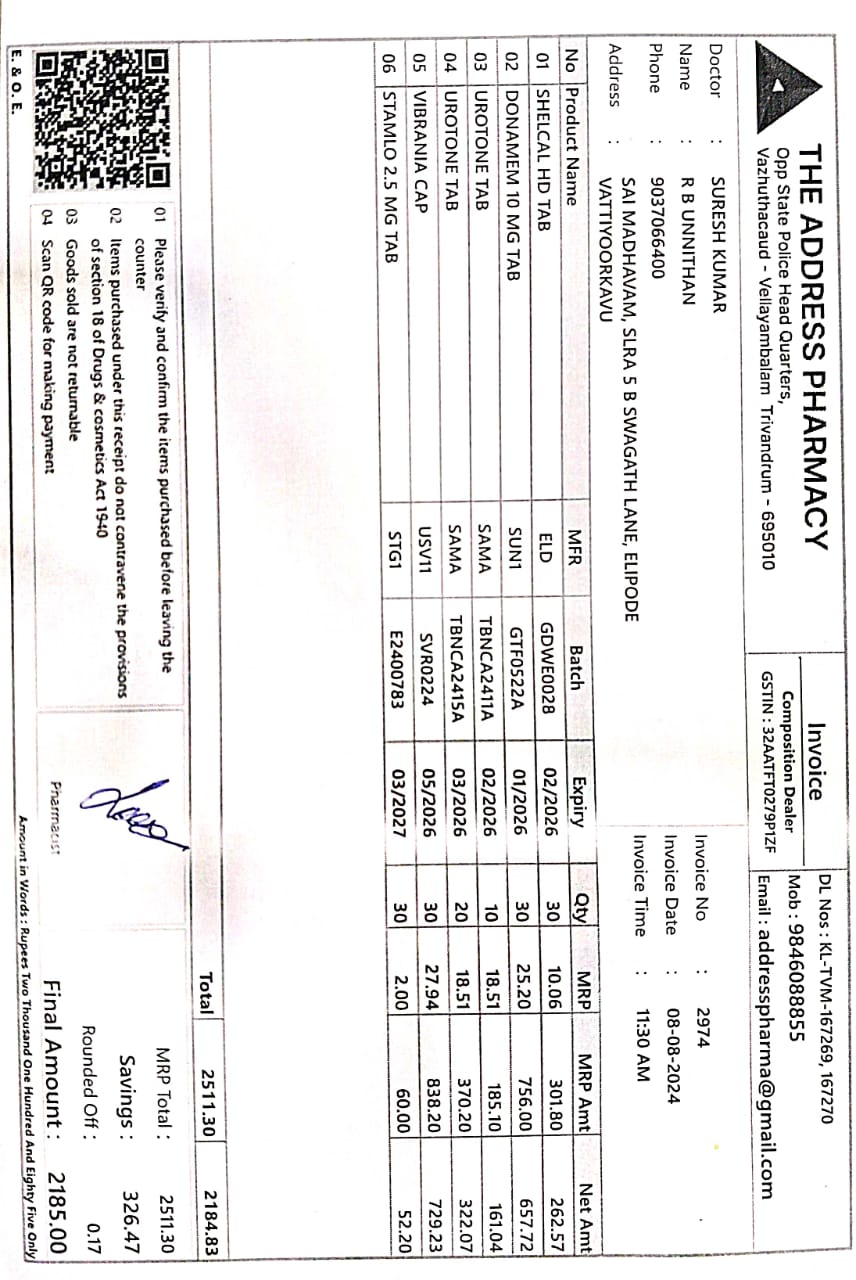 THE ADDRESS PHARMACY
Opp State Police Head Quarters,
Vazhuthacaud - Vellayambalam Trivandrum - 695010
Invoice
Composition Dealer
GSTIN : 32AATFT0279P1ZF
DL Nos : KL-TVM-167269, 167270
Mob : 9846088855
Email : addresspharma@gmail.com
Doctor : SURESH KUMAR
Name : R B UNNITHAN
Phone : 9037066400
Address : SAI MADHAVAM, SLRA 5 B SWAGATH LANE, ELIPODE
VATTIYOORKAVU
Invoice No : 2974
Invoice Date : 08-08-2024
Invoice Time : 11:30 AM
No Product Name MFR Batch Expiry Qty MRP MRP Amt Net Amt
01 SHELCAL HD TAB ELD GDWE0028 02/2026 30 10.06 301.80 262.57
02 DONAMEM 10 MG TAB SUN1 GTF0522A 01/2026 30 25.20 756.00 657.72
03 UROTONE TAB SAMA TBNCA2411A 02/2026 10 18.51 185.10 161.04
04 UROTONE TAB SAMA TBNCA2415A 03/2026 20 18.51 370.20 322.07
05 VIBRANIA CAP USV11 SVR0224 05/2026 30 27.94 838.20 729.23
06 STAMLO 2.5 MG TAB STG1 E2400783 03/2027 30 2.00 60.00 52.20
Total 2511.30 2184.83
01 Please verify and confirm the items purchased before leaving the
counter
02 Items purchased under this receipt do not contravene the provisions
of section 18 of Drugs & cosmetics Act 1940
03 Goods sold are not returnable
04 Scan QR code for making payment
E. & O. E.
Pharmacist
MRP Total : 2511.30
Savings : 326.47
Rounded Off : 0.17
Final Amount : 2185.00
Amount in Words : Rupees Two Thousand One Hundred And Eighty Five Only